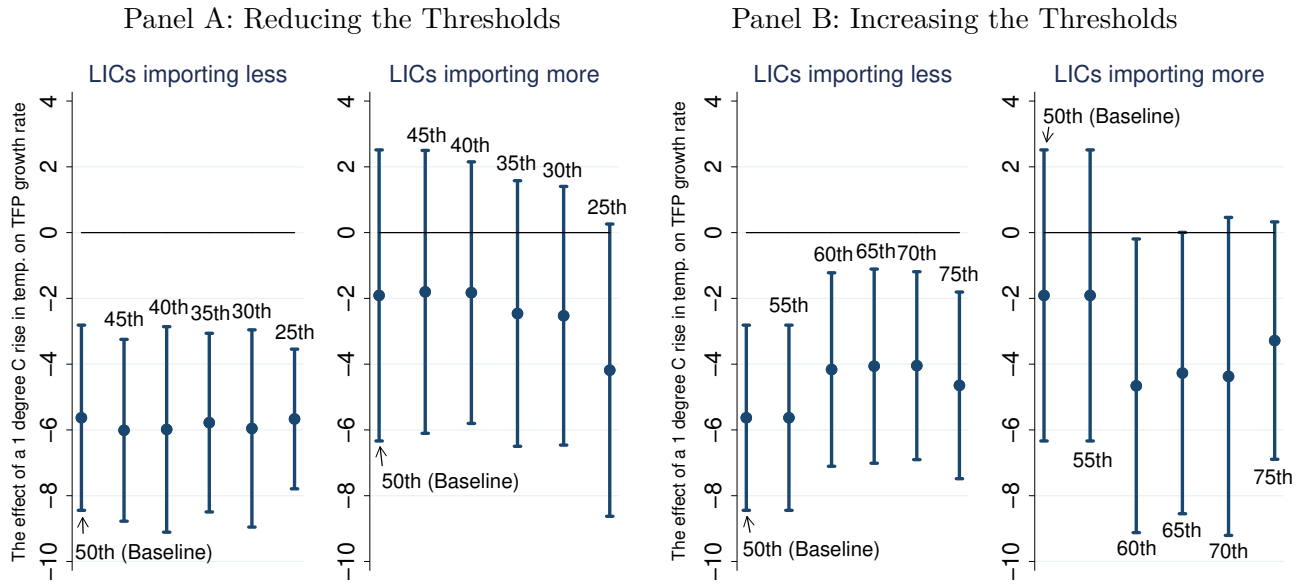 Panel A: Reducing the Thresholds
LICs importing less
LICs importing more
The effect of a 1 degree C rise in temp. on TFP growth rate
4
2
0
−2
−4
−6
−8
−10
45th
40th
35th
30th
25th
50th (Baseline)
45th
40th
35th
30th
25th
50th (Baseline)
Panel B: Increasing the Thresholds
LICs importing less
LICs importing more
The effect of a 1 degree C rise in temp. on TFP growth rate
4
2
0
−2
−4
−6
−8
−10
55th
60th
65th
70th
75th
50th (Baseline)
50th (Baseline)
55th
60th
65th
70th
75th